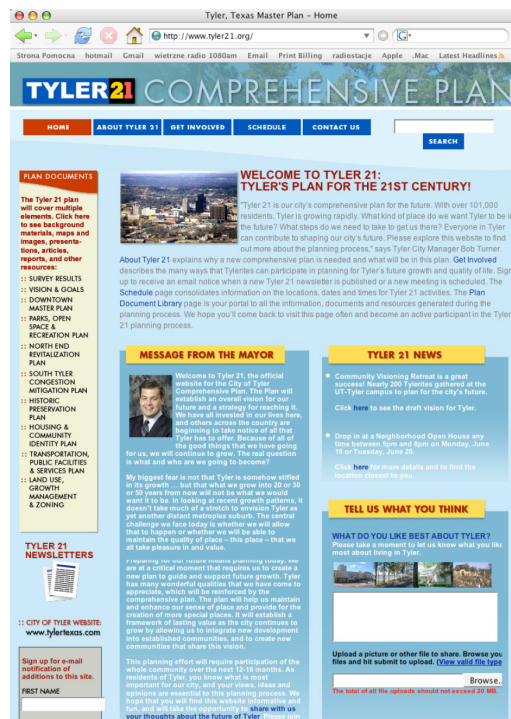 Tyler, Texas Master Plan – Home
http://www.tyler21.org/
G
Strona Pomocna hotmail Gmail wietrzne radio 1080am Email Print Billing radiostacje Apple .Mac Latest Headlines
TYLER21 COMPREHENSIVE PLAN
HOME ABOUT TYLER 21 GET INVOLVED SCHEDULE CONTACT US
SEARCH
PLAN DOCUMENTS
The Tyler 21 plan
will cover multiple
elements. Click here
to see background
materials, maps and
images, presenta-
tions, articles,
reports, and other
resources:
:: SURVEY RESULTS
:: VISION & GOALS
:: DOWNTOWN
MASTER PLAN
:: PARKS, OPEN
SPACE &
RECREATION PLAN
:: NORTH END
REVITALIZATION
PLAN
:: SOUTH TYLER
CONGESTION
MITIGATION PLAN
:: HISTORIC
PRESERVATION
PLAN
:: HOUSING &
COMMUNITY
IDENTITY PLAN
:: TRANSPORTATION,
PUBLIC FACILITIES
& SERVICES PLAN
:: LAND USE,
GROWTH
MANAGEMENT
& ZONING
TYLER 21
NEWSLETTERS
:: CITY OF TYLER WEBSITE:
www.tylertexas.com
Sign up for e-mail
notification of
additions to this site.
FIRST NAME
WELCOME TO TYLER 21:
TYLER'S PLAN FOR THE 21ST CENTURY!
"Tyler 21 is our city's comprehensive plan for the future. With over 101,000
residents, Tyler is growing rapidly. What kind of place do we want Tyler to be i
the future? What steps do we need to take to get us there? Everyone in Tyler
can contribute to shaping our city's future. Please explore this website to find
out more about the planning process," says Tyler City Manager Bob Turner.
About Tyler 21 explains why a new comprehensive plan is needed and what will be in this plan. Get Involved
describes the many ways that Tylerites can participate in planning for Tyler's future growth and quality of life. Sign
up to receive an email notice when a new Tyler 21 newsletter is published or a new meeting is scheduled. The
Schedule page consolidates information on the locations, dates and times for Tyler 21 activities. The Plan
Document Library page is your portal to all the information, documents and resources generated during the
planning process. We hope you'll come back to visit this page often and become an active participant in the Tyler
21 planning process.
MESSAGE FROM THE MAYOR
Welcome to Tyler 21, the official
website for the City of Tyler
Comprehensive Plan. The Plan will
establish an overall vision for our
future and a strategy for reaching it.
We have all invested in our lives
here, and others across the country are
beginning to take notice of all that
Tyler has to offer. Because of all of
the good things that we have going
for us, we will continue to grow. The real question
is what and who are we going to become?
My biggest fear is not that Tyler is somehow stifled
in its growth ... but that what we grow into 20 or 30
or 50 years from now will not be what we would
want it to be. In looking at recent growth patterns, it
doesn't take much of a stretch to envision Tyler as
yet another distant metroplex suburb. The central
challenge we face today is whether we will allow
that to happen or whether we will be able to
maintain the quality of place – this place – that we
all take pleasure in and value.
Preparing for our future means planning today. We
are at a critical moment that requires us to create a
new plan to guide and support future growth. Tyler
has many wonderful qualities that we have come to
appreciate, which will be reinforced by the
comprehensive plan. The plan will help us maintain
and enhance our sense of place and provide for the
creation of more special places. It will establish a
framework of lasting value as the city continues to
grow by allowing us to integrate new development
into established communities, and to create new
communities that share this vision.
This planning effort will require participation of the
whole community over the next 12-18 months. As
residents of Tyler, you know what is most
important for our city, and your views, ideas and
opinions are essential to this planning process. We
hope that you will find this website informative and
fun, and will take the opportunity to share with us
your thoughts about the future of Tyler. Please join
TYLER 21 NEWS
Community Visioning Retreat is a great
success! Nearly 200 Tylerites gathered at the
UT-Tyler campus to plan for the city's future.
Click here to see the draft vision for Tyler.
Drop in at a Neighborhood Open House any
time between 5pm and 8pm on Monday, June
19 or Tuesday, June 20.
Click here for more details and to find the
location closest to you.
TELL US WHAT YOU THINK
WHAT DO YOU LIKE BEST ABOUT TYLER?
Please take a moment to let us know what you like
most about living in Tyler.
Upload a picture or other file to share. Browse you
files and hit submit to upload. (View valid file type
Browse..
The total of all file uploads should not exceed 20 MB.